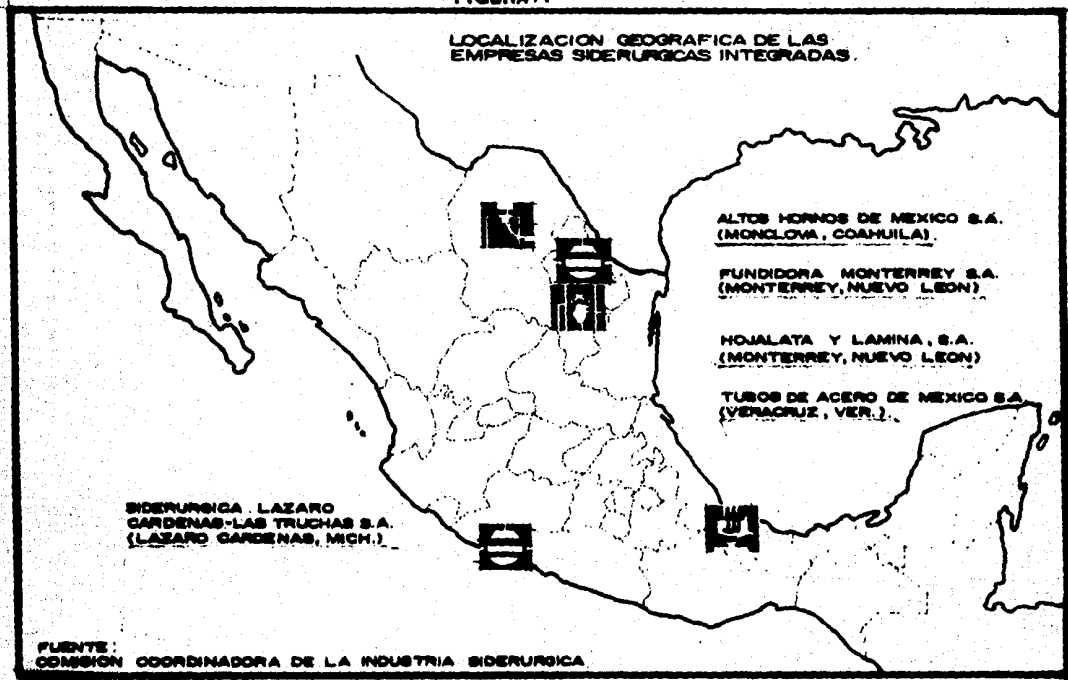 LOCALIZACION GEOGRAFICA DE LAS
EMPRESAS SIDERURGICAS INTEGRADAS.
ALTOS HORNOS DE MEXICO S.A.
(MONCLOVA, COAHUILA)
FUNDIDORA MONTERREY S.A.
(MONTERREY, NUEVO LEON)
HOJALATA Y LAMINA, S.A.
(MONTERREY, NUEVO LEON)
TUBOS DE ACERO DE MEXICO S.A.
(VERACRUZ, VER.)
SIDERURGICA LAZARO
CARDENAS-LAS TRUCHAS S.A.
(LAZARO CARDENAS, MICH.)
FUENTE:
COMISION COORDINADORA DE LA INDUSTRIA SIDERURGICA